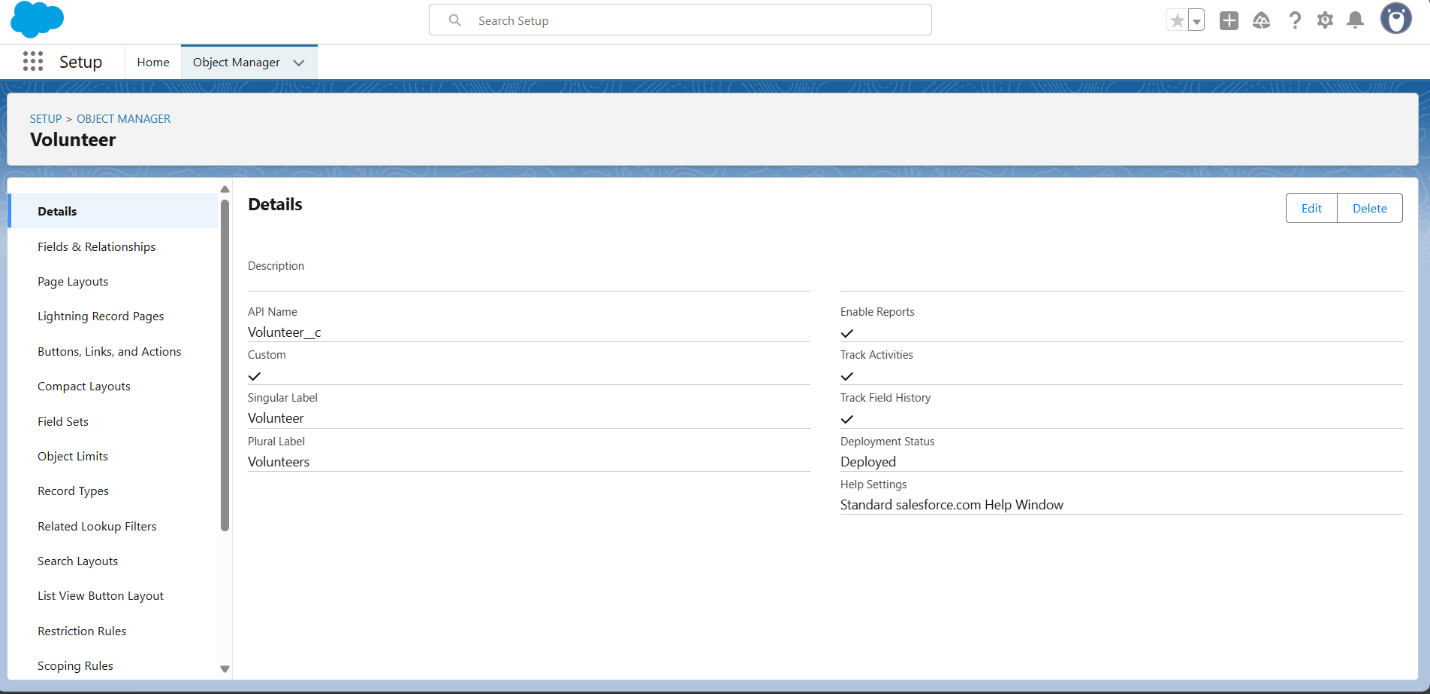 Search Setup
Setup
Home
Object Manager
SETUP > OBJECT MANAGER
Volunteer
Details
Fields & Relationships
Page Layouts
Lightning Record Pages
Buttons, Links, and Actions
Compact Layouts
Field Sets
Object Limits
Record Types
Related Lookup Filters
Search Layouts
List View Button Layout
Restriction Rules
Scoping Rules
Details
Edit
Delete
Description
API Name
Volunteer__c
Custom
Singular Label
Volunteer
Plural Label
Volunteers
Enable Reports
Track Activities
Track Field History
Deployment Status
Deployed
Help Settings
Standard salesforce.com Help Window